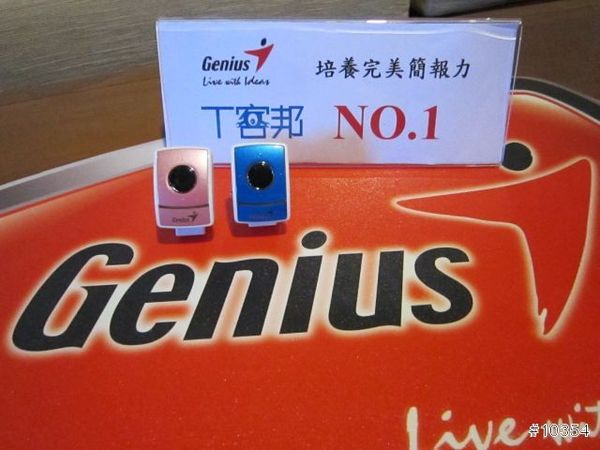 Genius
Live with Ideas
培養完美簡報力
T客邦 NO.1
Genius
Genius
Genius
Live wit
#10354